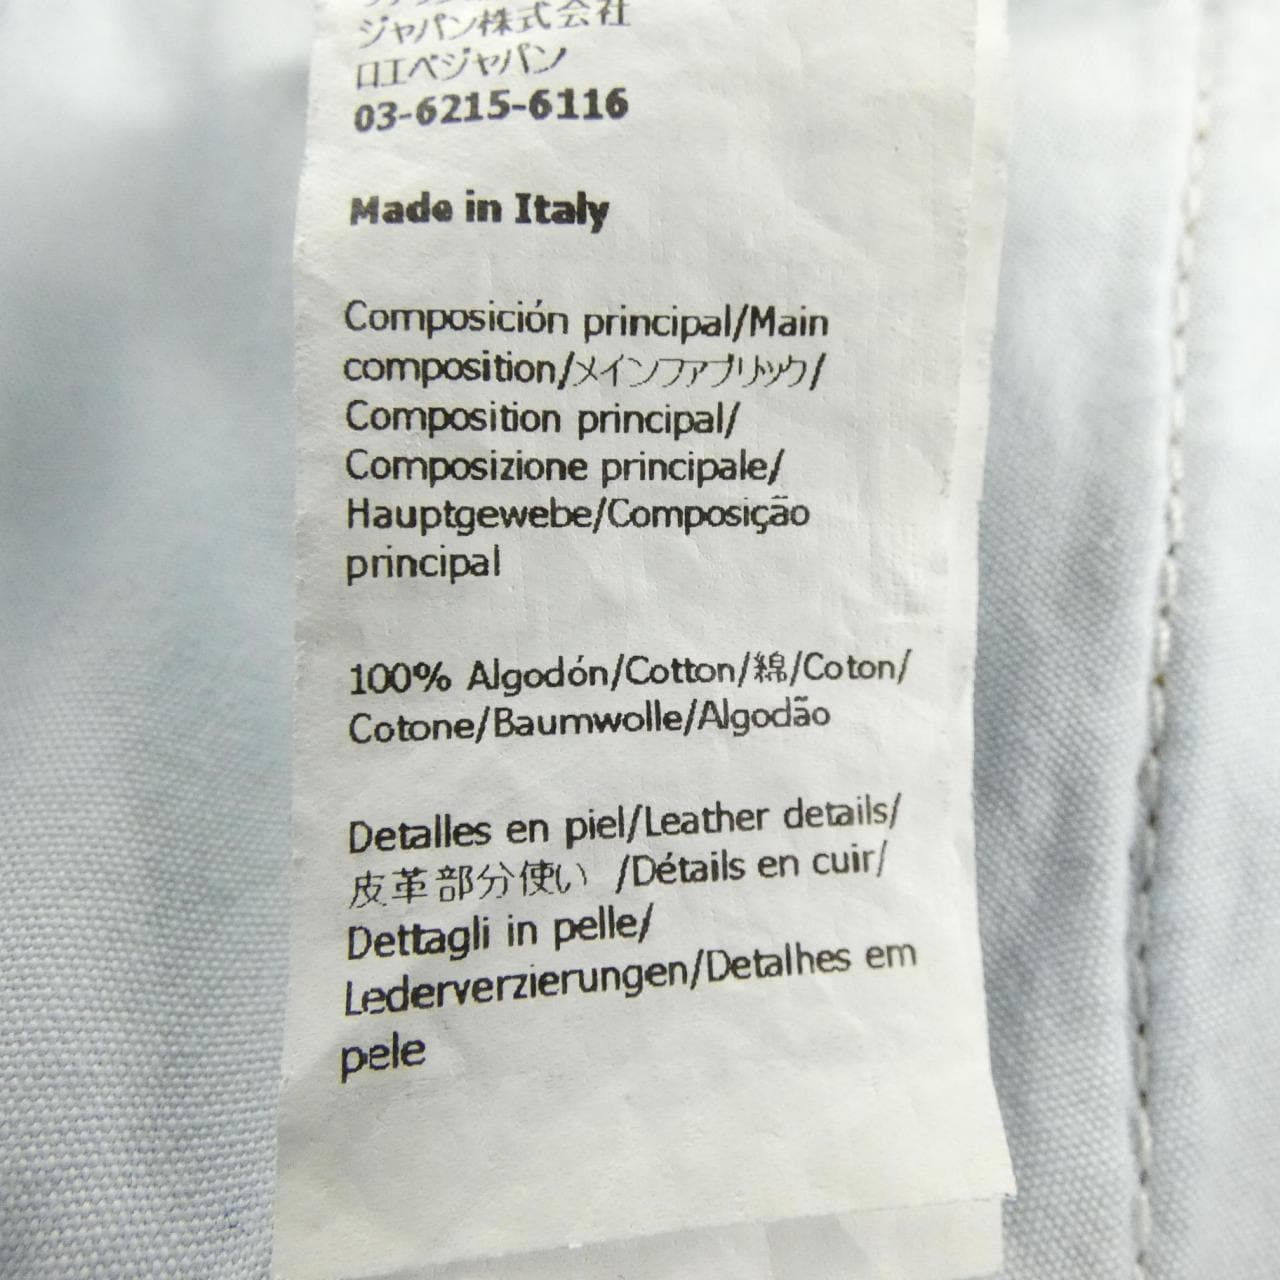 ジャパン株式会社
ロエベジャパン
03-6215-6116
Made in Italy
Composición principal/Main
composition/メインファブリック/
Composition principal/
Composizione principale/
Hauptgewebe/Composição
principal
100% Algodón/Cotton/綿/Coton/
Cotone/Baumwolle/Algodão
Detalles en piel/Leather details/
皮革部分使い /Détails en cuir/
Dettagli in pelle/
Lederverzierungen/Detalhes em
pele